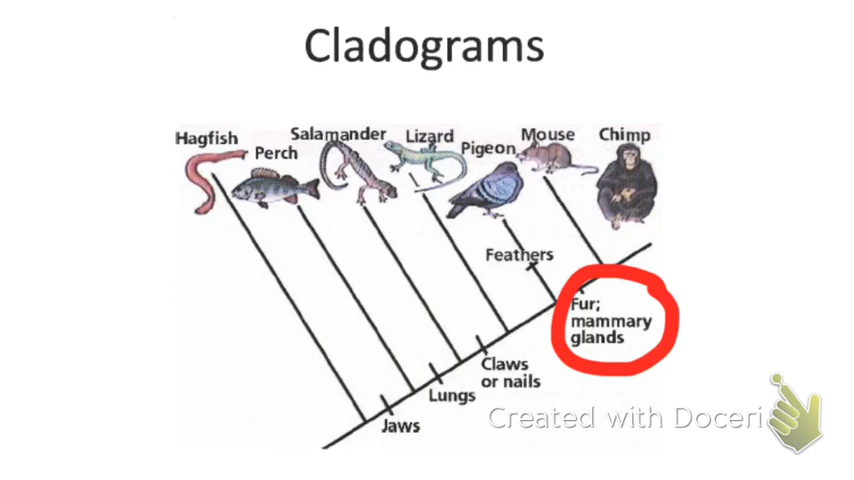 Cladograms
Hagfish
Perch
Salamander
Lizard
Pigeon
Mouse
Chimp
Feathers
Fur;
mammary
glands
Claws
or nails
Lungs
Jaws
Created with Doceri